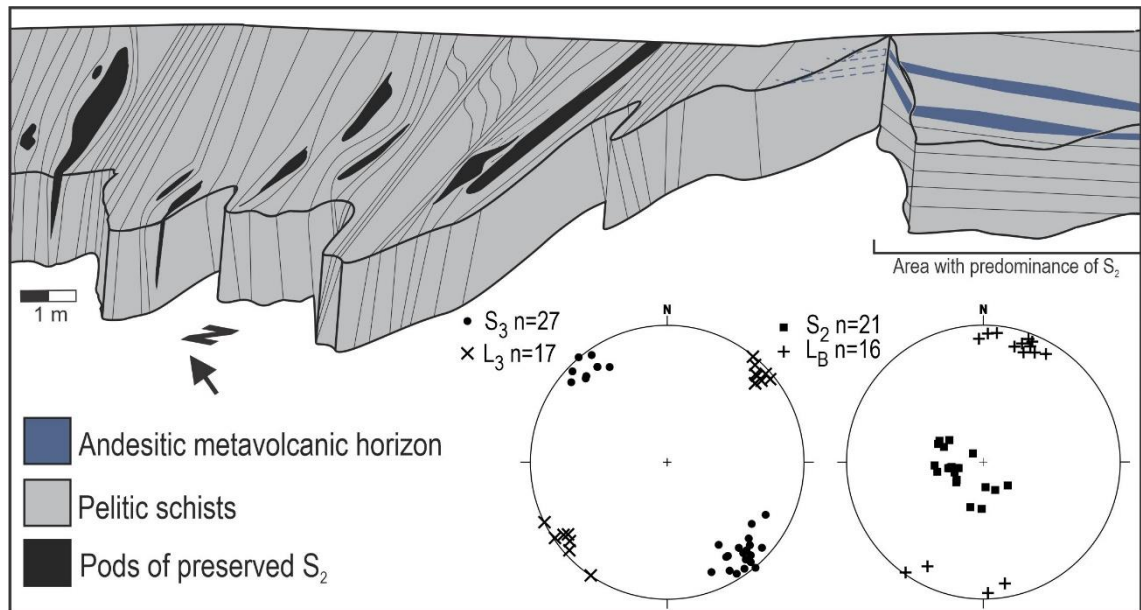 Area with predominance of S₂
1 m
N
S₃ n=27
L₃ n=17
N
S₂ n=21
L_B n=16
N
Andesitic metavolcanic horizon
Pelitic schists
Pods of preserved S₂